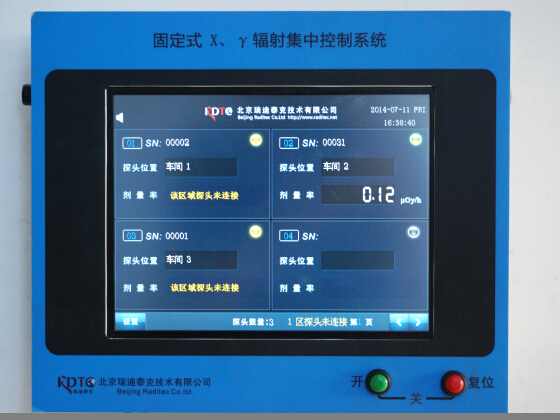 固定式 X、γ 辐射集中控制系统
RDTC 北京瑞迪泰克技术有限公司
Beijing Raditec Co.Ltd http://www.raditec.net
2014-07-11 FRI
16:38:40
01 SN: 00002
探头位置 车间 1
剂 量 率 该区域探头未连接
02 SN: 00031
探头位置 车间 2
剂 量 率 0.12 μGy/h
03 SN: 00001
探头位置 车间 3
剂 量 率 该区域探头未连接
04 SN:
探头位置
剂 量 率
设置 探头数量:3 1 区探头未连接 第1 页 < >
RDTC 瑞迪泰克 北京瑞迪泰克技术有限公司
Beijing Raditec Co.ltd
开 关 复位